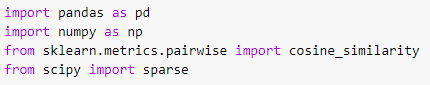 import pandas as pd
import numpy as np
from sklearn.metrics.pairwise import cosine_similarity
from scipy import sparse